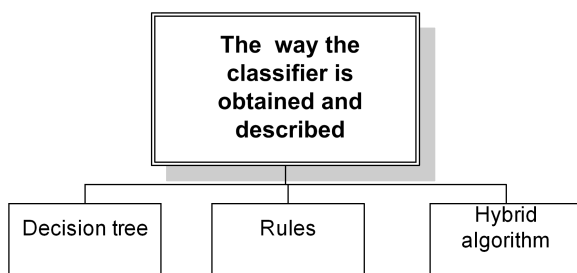 The way the
classifier is
obtained and
described
Decision tree
Rules
Hybrid
algorithm